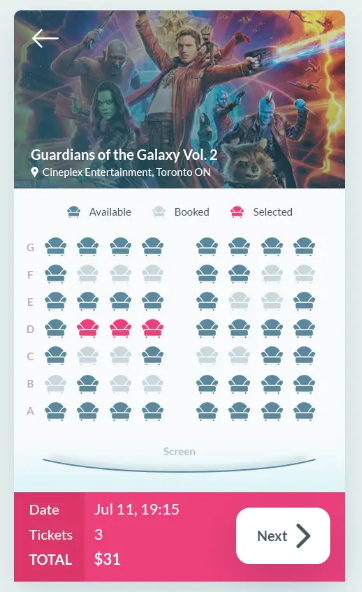 Guardians of the Galaxy Vol. 2
Cineplex Entertainment, Toronto ON
Available Booked Selected
G
F
E
D
C
B
A
Screen
Date Jul 11, 19:15
Tickets 3
TOTAL $31
Next